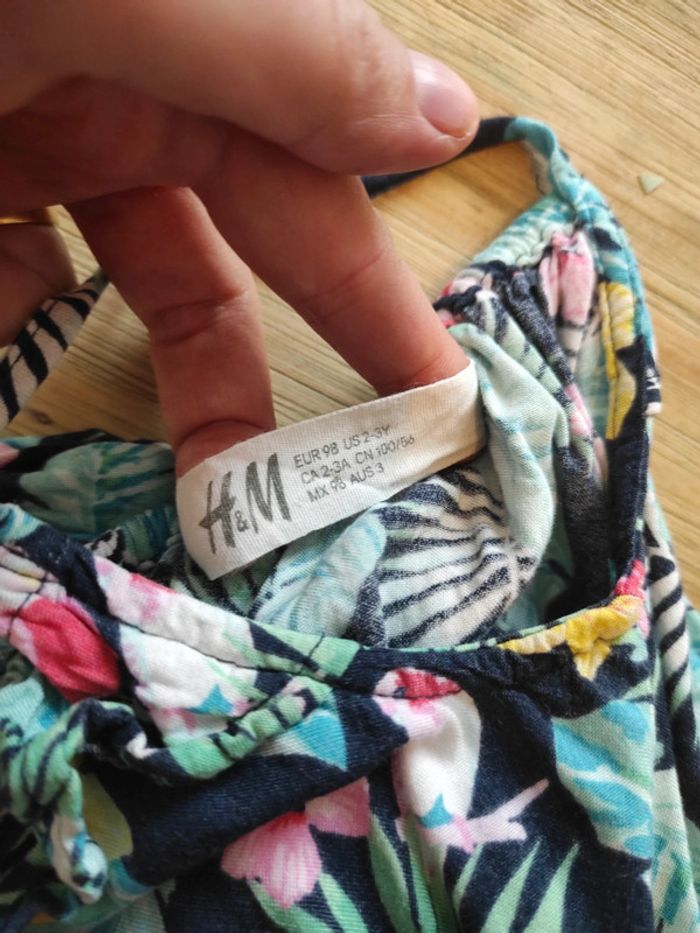 H&M
EUR 98 US 2-3Y
CA 2-3A CN 100/56
MX 98 AUS 3